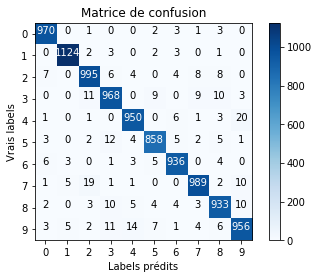 Matrice de confusion
0 970 0 1 0 0 2 3 1 3 0
1 0 1124 2 3 0 2 3 0 1 0
2 7 0 995 6 4 0 4 8 8 0
3 0 0 11 968 0 9 0 9 10 3
4 1 0 1 0 950 0 6 1 3 20
5 3 0 2 12 4 858 5 2 5 1
6 6 3 0 1 3 5 936 0 4 0
7 1 5 19 1 1 0 0 989 2 10
8 2 0 3 10 5 4 4 3 933 10
9 3 5 2 11 14 7 1 4 6 956
0 1 2 3 4 5 6 7 8 9
Labels prédits
Vrais labels
1000
800
600
400
200
0